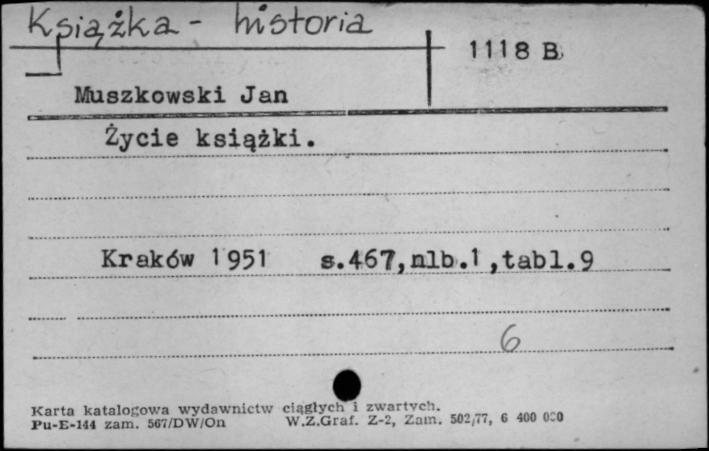 Książka - historia
1118 B
Muszkowski Jan
Życie książki.
Kraków 1951 s.467,nlb.1,tabl.9
6
Karta katalogowa wydawnictw ciągłych i zwartych.
Pu-E-144 zam. 567/DW/On W.Z.Graf. Z-2, Zam. 502/77, 6 400 000